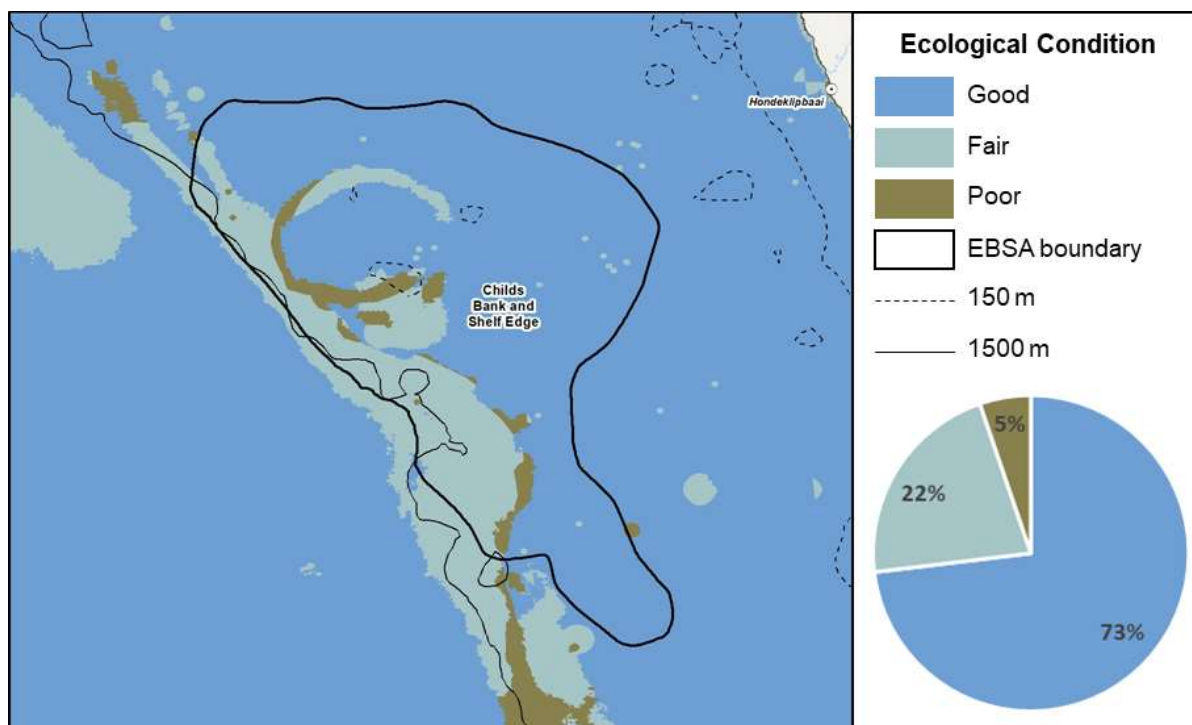 Hondeklipbaai
Childs
Bank and
Shelf Edge
Ecological Condition
Good
Fair
Poor
EBSA boundary
150 m
1500 m
5%
22%
73%